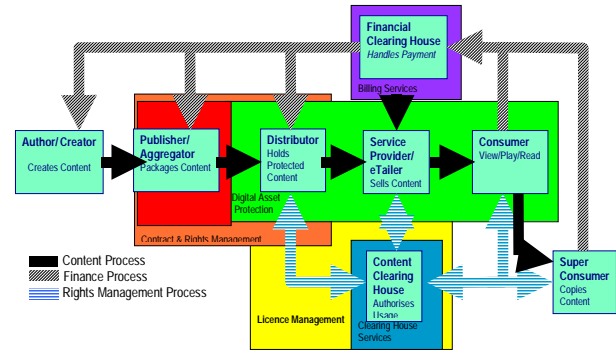 Financial
Clearing House
Handles Payment
Billing Services
Author/ Creator
Creates Content
Publisher/
Aggregator
Packages Content
Distributor
Holds
Protected
Content
Service
Provider/
eTailer
Sells Content
Consumer
View/Play/Read
Digital Asset
Protection
Contract & Rights Management
Content
Clearing
House
Authorises
Usage
Clearing House
Services
Licence Management
Super
Consumer
Copies
Content
Content Process
Finance Process
Rights Management Process